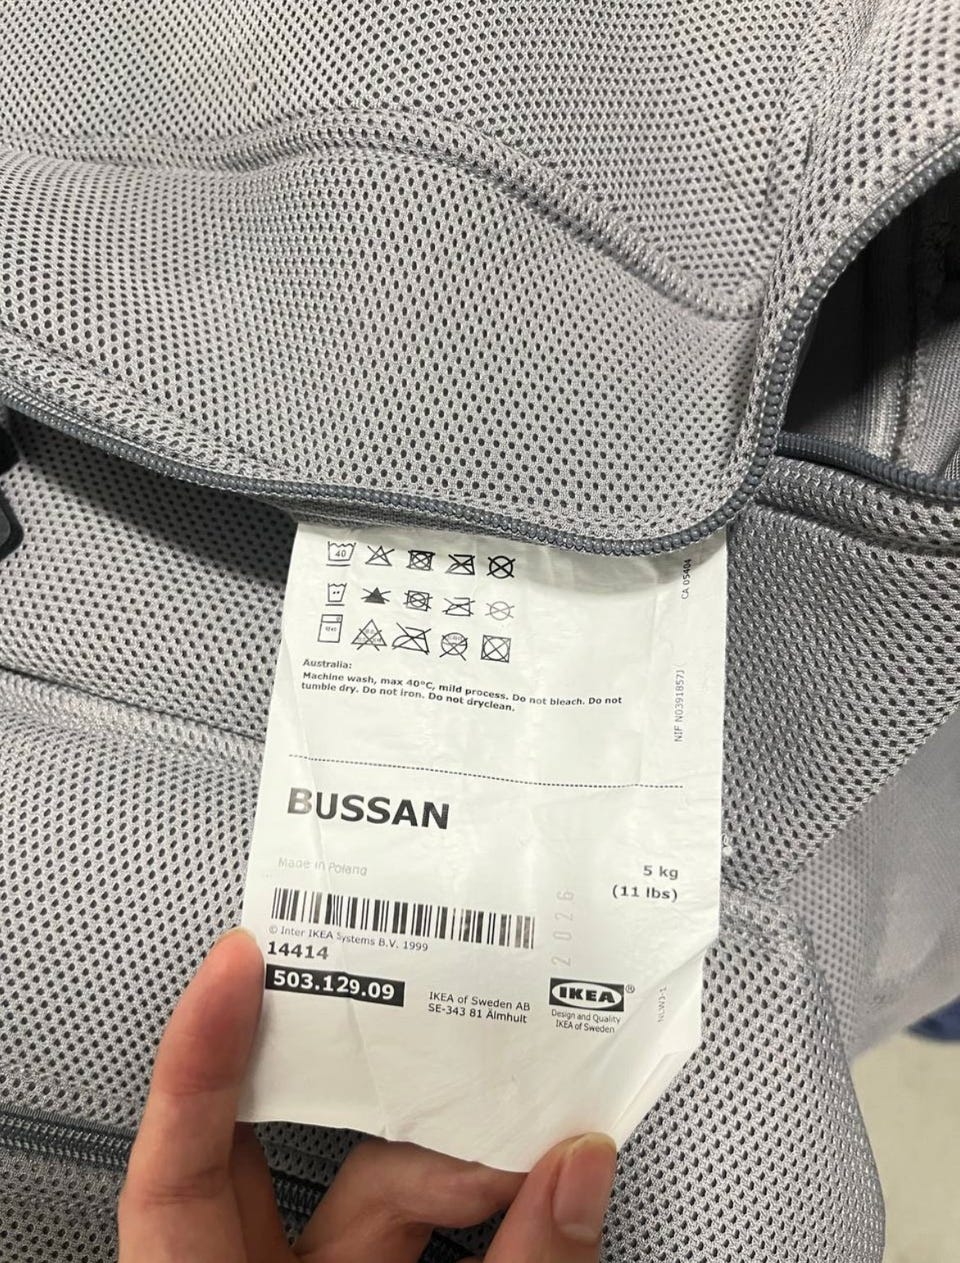 40
CA 05404
Australia:
Machine wash, max 40°C, mild process. Do not bleach. Do not
tumble dry. Do not iron. Do not dryclean.
NIF N0391857J
BUSSAN
Made in Poland
5 kg
(11 lbs)
2026
© Inter IKEA Systems B.V. 1999
14414
503.129.09
IKEA of Sweden AB
SE-343 81 Älmhult
IKEA®
Design and Quality
IKEA of Sweden